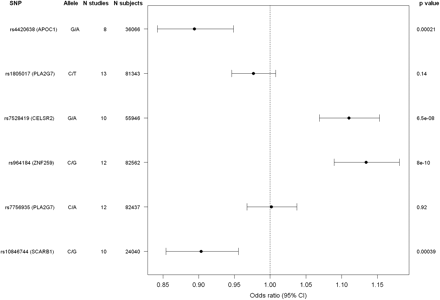 SNP Allele N studies N subjects p value
rs4420638 (APOC1) G/A 8 36066 0.00021
rs1805017 (PLA2G7) C/T 13 81343 0.14
rs7528419 (CELSR2) G/A 10 55946 6.5e-08
rs964184 (ZNF259) C/G 12 82562 8e-10
rs7756935 (PLA2G7) C/A 12 82437 0.92
rs10846744 (SCARB1) C/G 10 24040 0.00039
0.85 0.90 0.95 1.00 1.05 1.10 1.15
Odds ratio (95% CI)